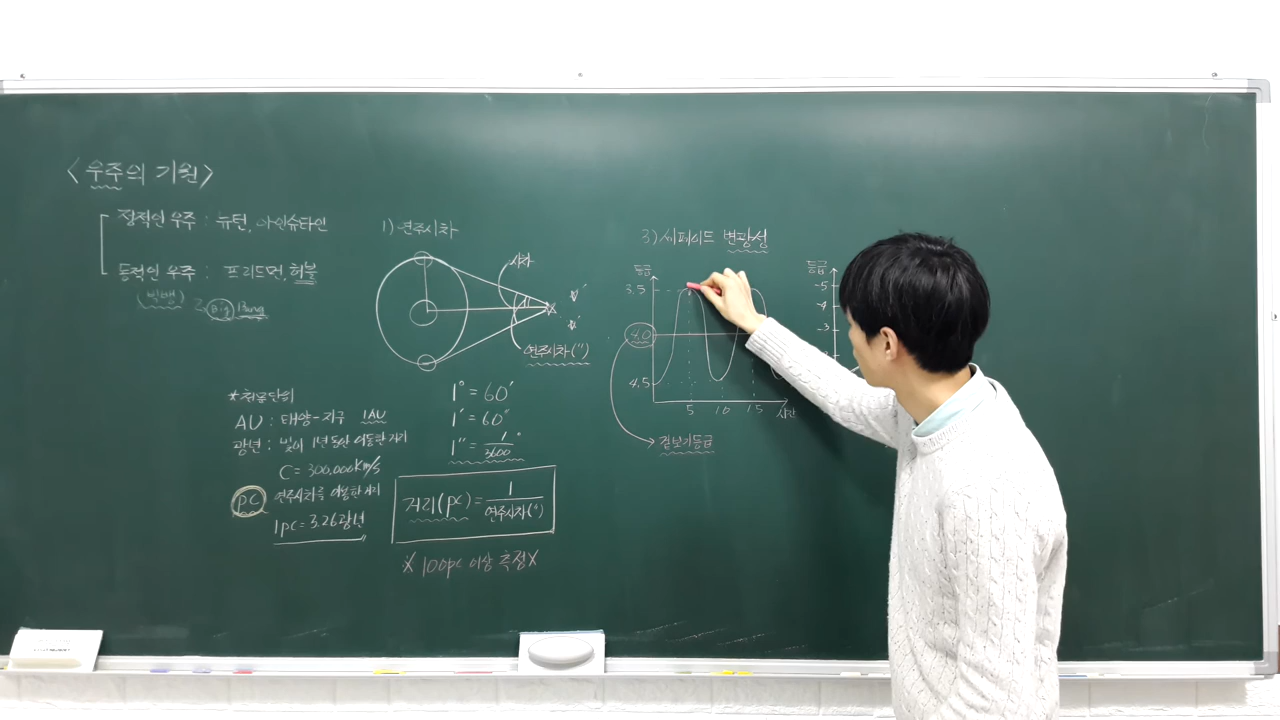 <우주의 기원>
정적인 우주 : 뉴턴, 아인슈타인
동적인 우주 : 프리드먼, 허블
(빅뱅) Big Bang
1) 연주시차
시차
연주시차(″)
★천문단위
AU : 태양-지구 1AU
광년 : 빛이 1년 동안 이동한 거리
C = 300,000km/s
pc 연주시차를 이용한 거리
1pc = 3.26광년
1° = 60′
1′ = 60″
1″ = 1/3600°
거리(pc) = 1/연주시차(″)
※ 100pc 이상 측정X
3) 세페이드 변광성
등급
3.5
4.0
4.5
5 10 15 시간
겉보기등급
등급
-5
-4
-3